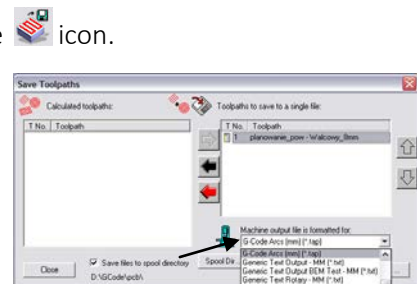 e icon.
Save Toolpaths
Calculated toolpaths:
Toolpaths to save to a single file:
T No. Toolpath
T No. Toolpath
1 planowanie_pow - Walcowy_8mm
Machine output file is formatted for:
G-Code Arcs (mm) (*.tap)
G-Code Arcs (mm) (*.tap)
Generic Text Output - MM (*.txt)
Generic Text Output BEM Test - MM (*.txt)
Generic Text Rotary - MM (*.txt)
Close
Save files to spool directory
Spool Dir...
D:\GCode\pcb\